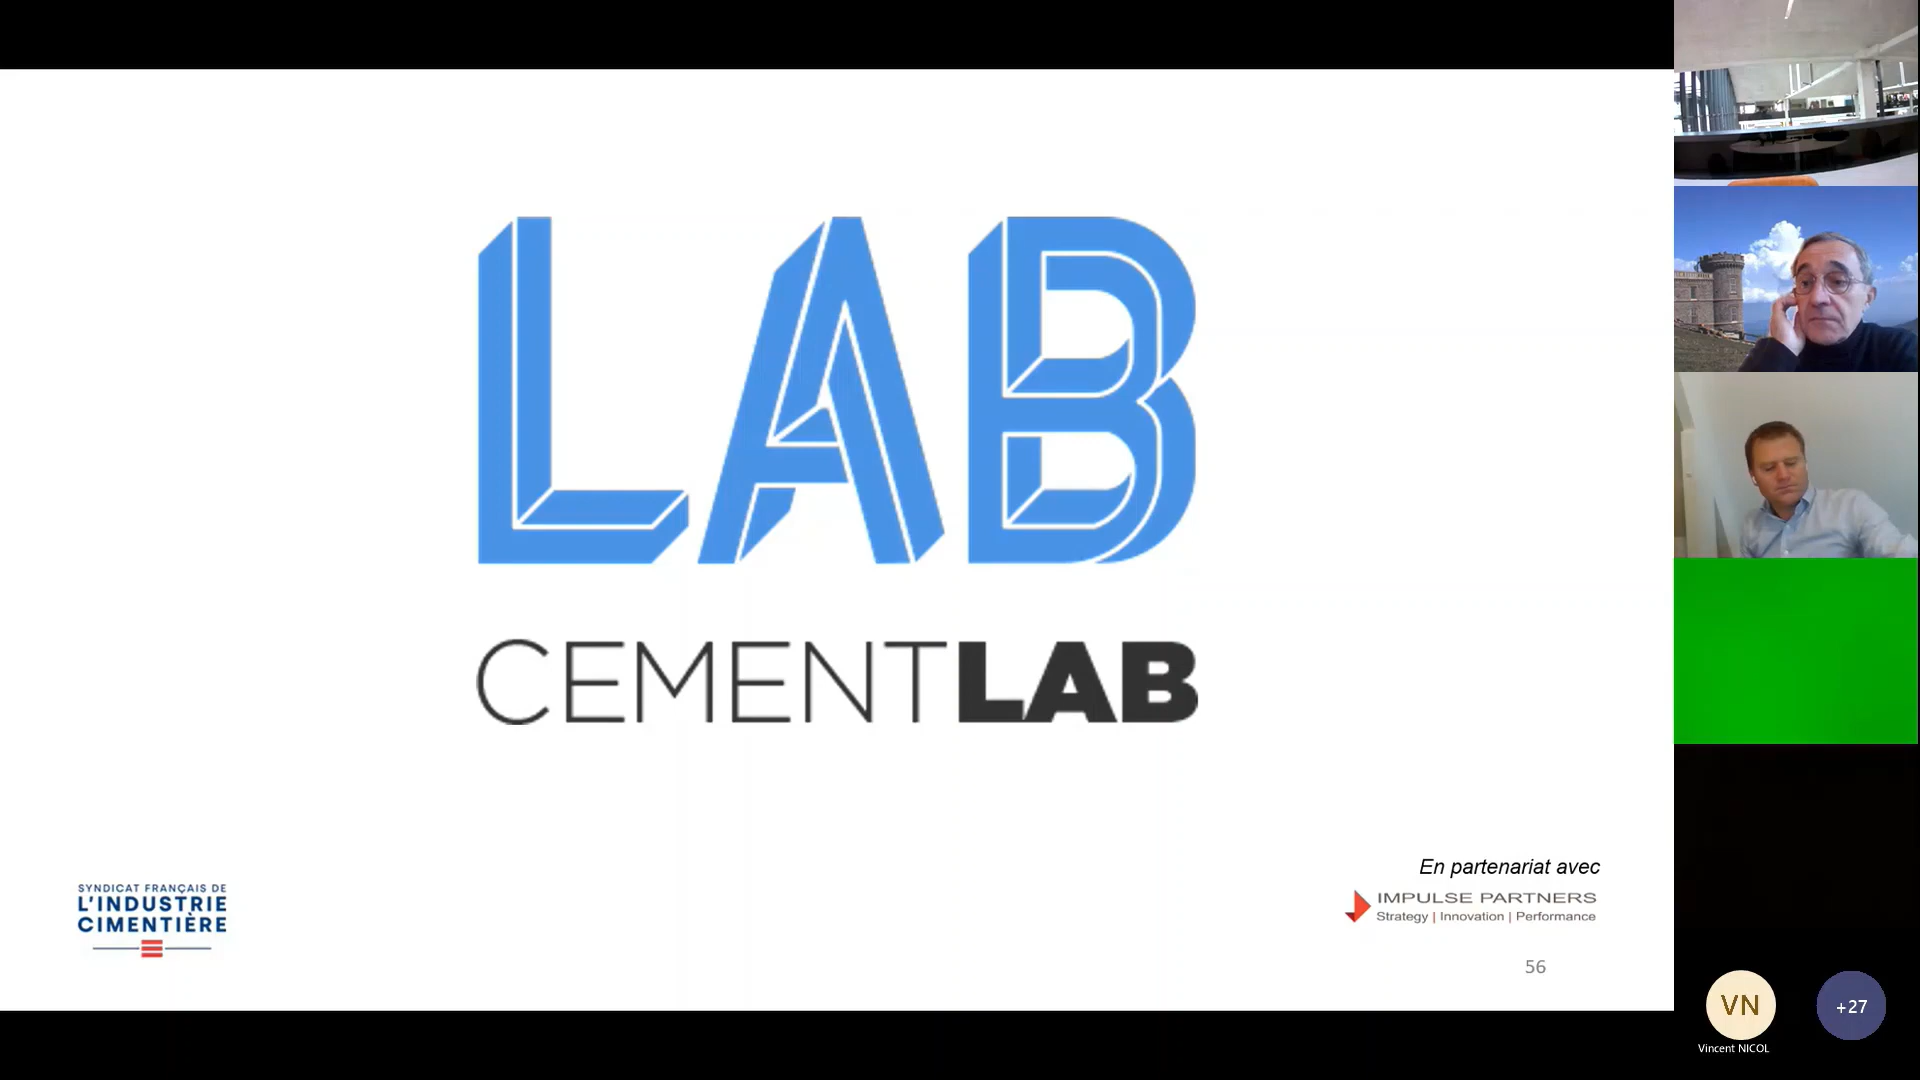 LAB
CEMENTLAB
SYNDICAT FRANÇAIS DE
L'INDUSTRIE
CIMENTIÈRE
En partenariat avec
IMPULSE PARTNERS
Strategy | Innovation | Performance
56
VN
+27
Vincent NICOL